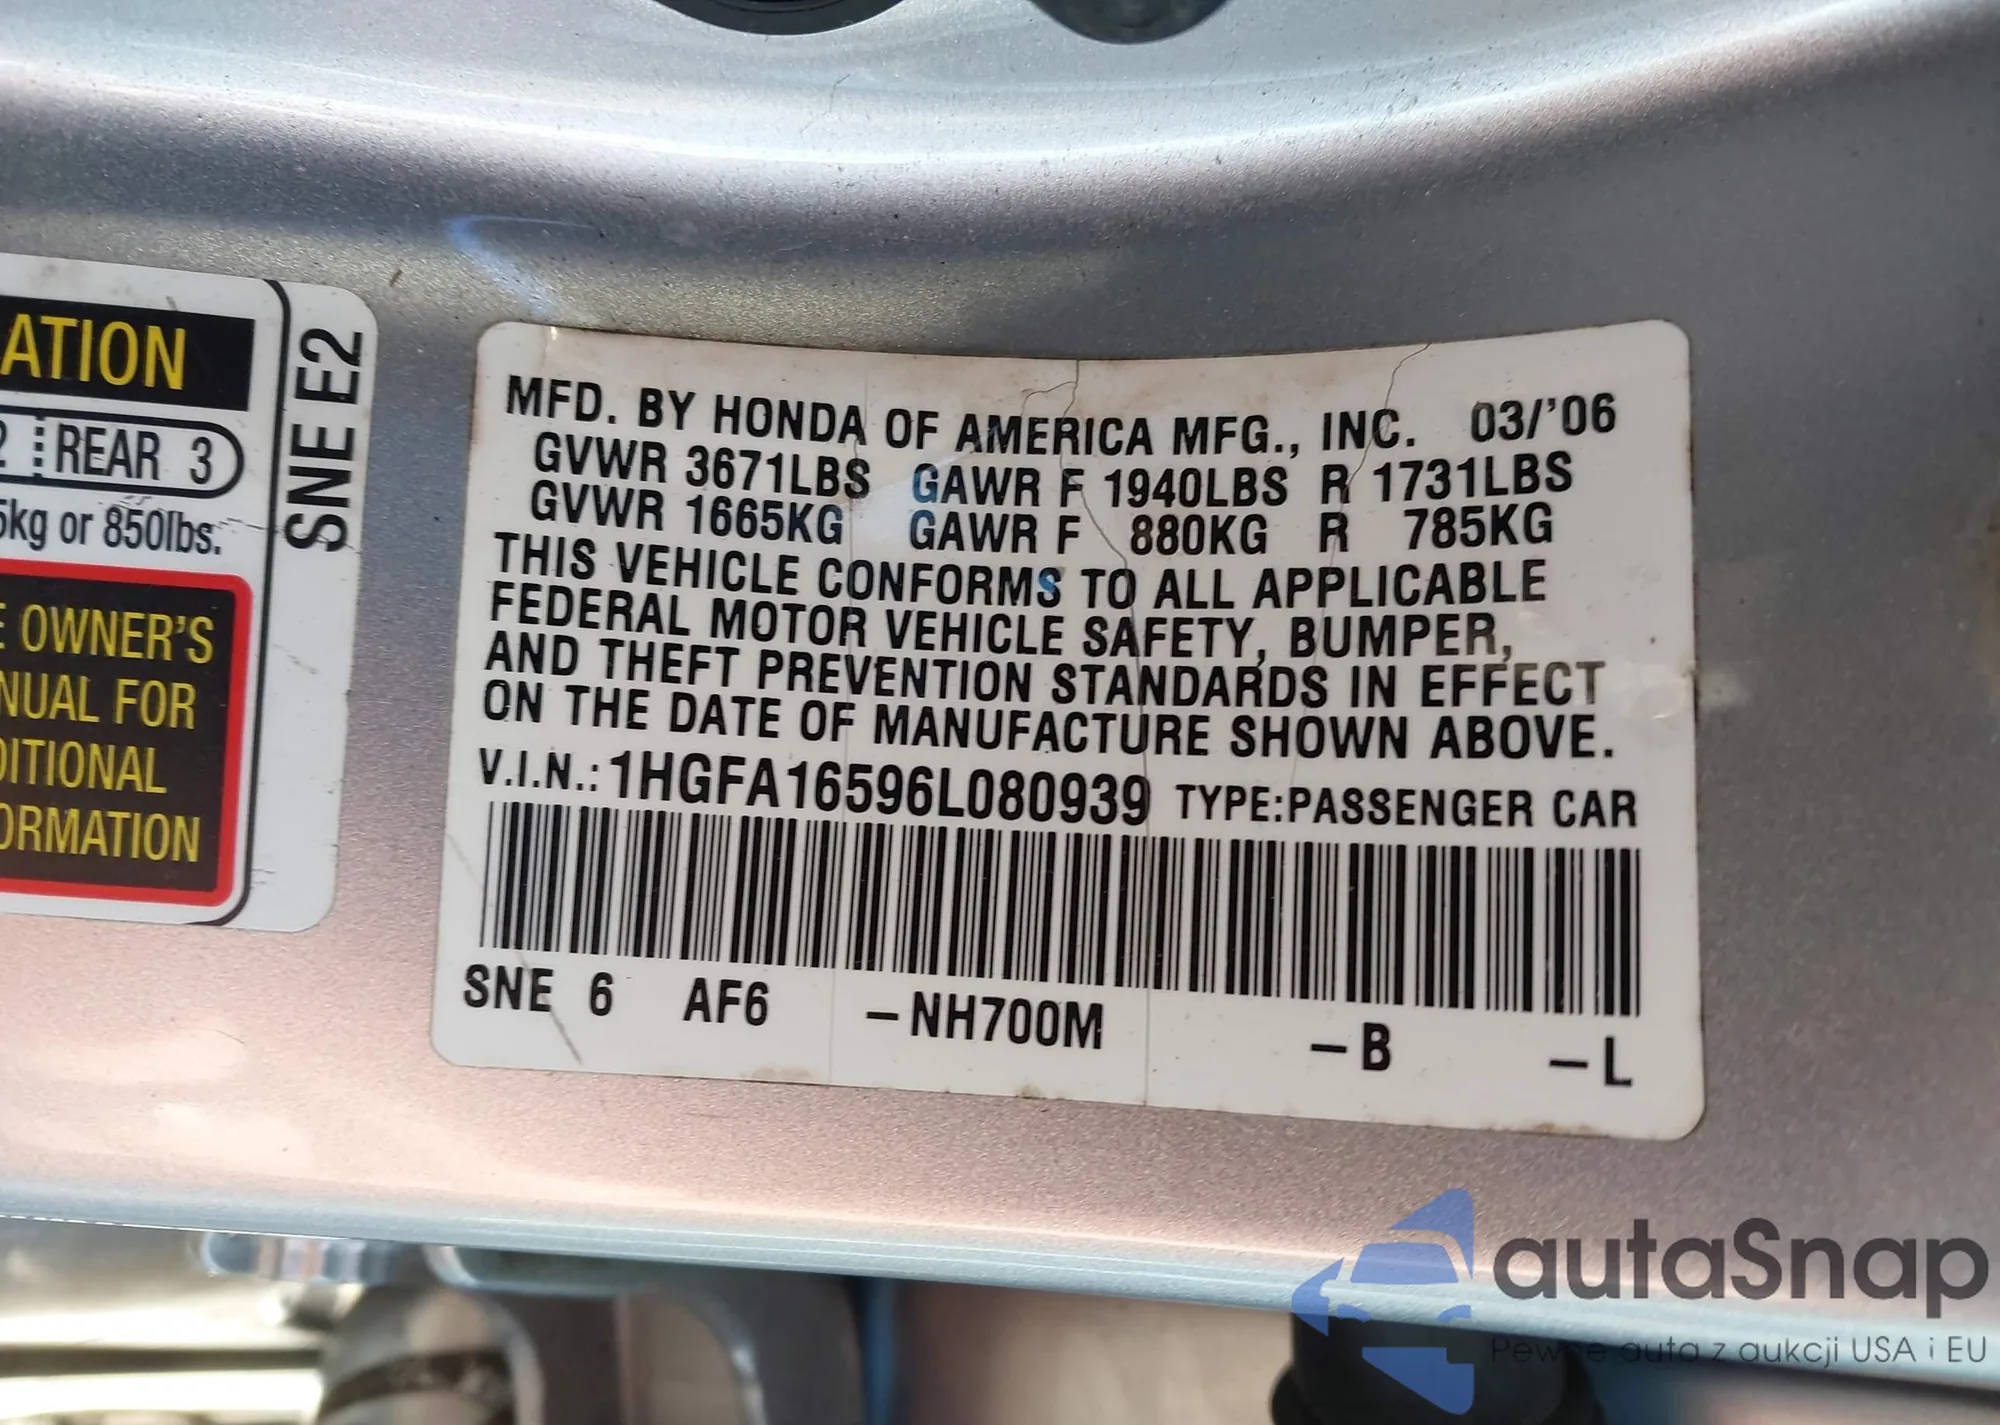 ATION
2 REAR 3
5kg or 850lbs.
E OWNER'S
NUAL FOR
DITIONAL
ORMATION
SNE E2
MFD. BY HONDA OF AMERICA MFG., INC. 03/'06
GVWR 3671LBS GAWR F 1940LBS R 1731LBS
GVWR 1665KG GAWR F 880KG R 785KG
THIS VEHICLE CONFORMS TO ALL APPLICABLE
FEDERAL MOTOR VEHICLE SAFETY, BUMPER,
AND THEFT PREVENTION STANDARDS IN EFFECT
ON THE DATE OF MANUFACTURE SHOWN ABOVE.
V.I.N.: 1HGFA16596L080939 TYPE:PASSENGER CAR
SNE 6 AF6 -NH700M -B -L
autaSnap
Pewne auta z aukcji USA i EU